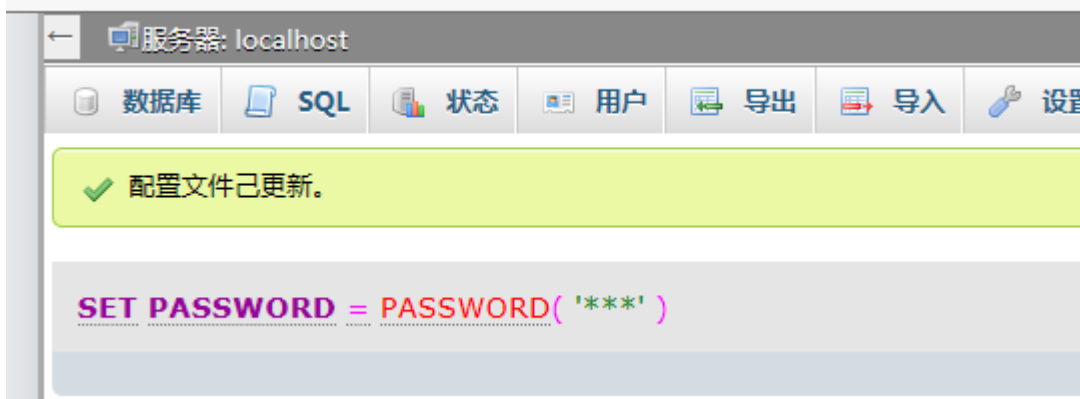 服务器: localhost
数据库 SQL 状态 用户 导出 导入 设置
配置文件己更新。
SET PASSWORD = PASSWORD( '***' )